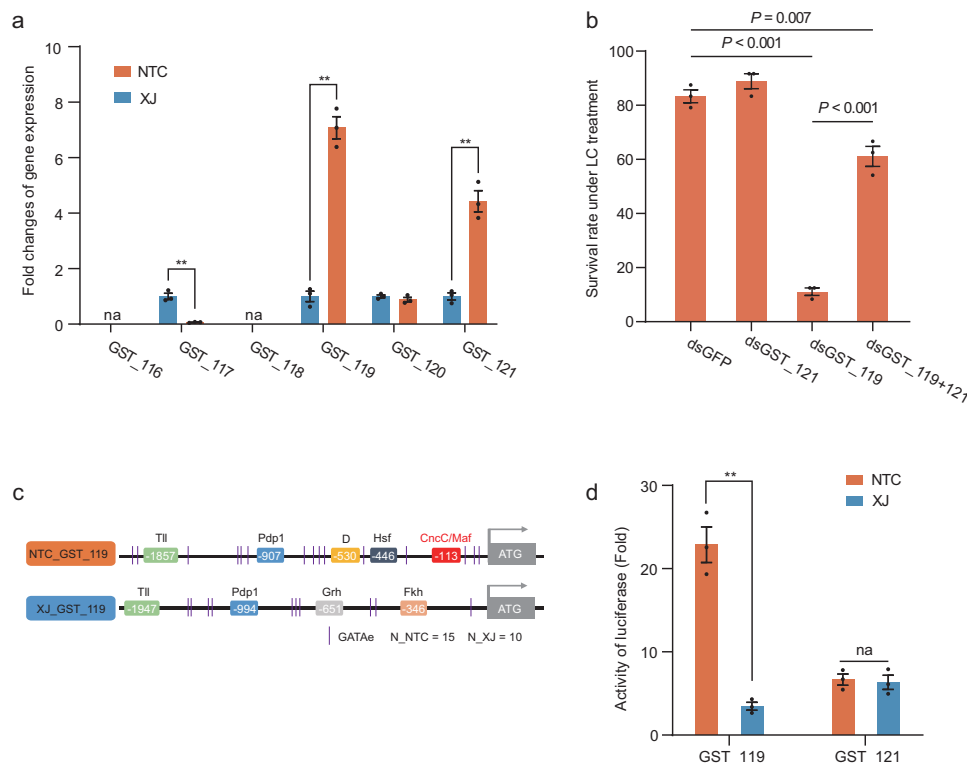 a
Fold changes of gene expression
10
8
6
4
2
0
NTC
XJ
na
**
na
**
**
GST_116
GST_117
GST_118
GST_119
GST_120
GST_121
b
Survival rate under LC treatment
100
80
60
40
20
10
0
P = 0.007
P < 0.001
P < 0.001
dsGFP
dsGST_121
dsGST_119
dsGST_119+121
c
Tll
Pdp1
D
Hsf
CncC/Maf
NTC_GST_119
-1857
-907
-530
-446
-113
ATG
Tll
Pdp1
Grh
Fkh
XJ_GST_119
-1947
-994
-651
-346
ATG
GATAe N_NTC = 15 N_XJ = 10
d
Activity of luciferase (Fold)
30
20
10
0
NTC
XJ
**
na
GST_119
GST_121